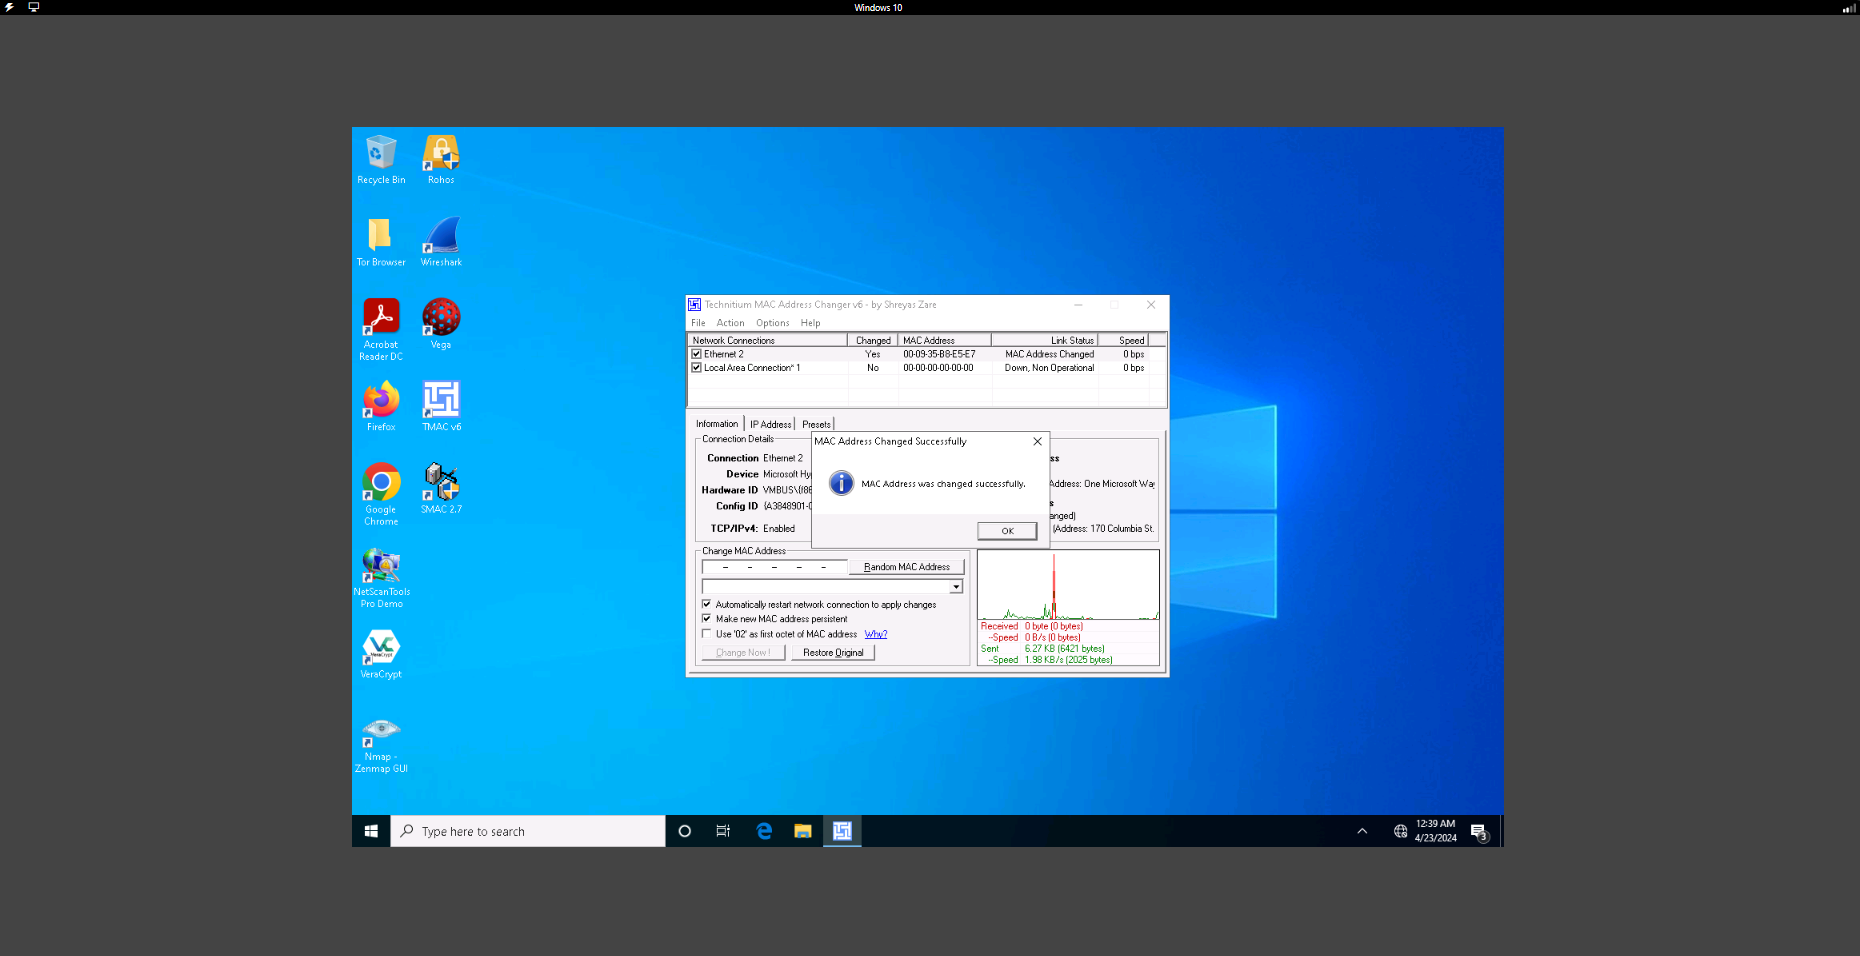 Windows 10
Recycle Bin
Rohos
Tor Browser
Wireshark
Acrobat
Reader DC
Vega
Firefox
TMAC v6
Google
Chrome
SMAC 2.7
NetScanTools
Pro Demo
VeraCrypt
VeraCrypt
Nmap -
Zenmap GUI
Technitium MAC Address Changer v6 - by Shreyas Zare
File Action Options Help
Network Connections Changed MAC Address Link Status Speed
Ethernet 2 Yes 00-09-35-B8-E5-E7 MAC Address Changed 0 bps
Local Area Connection* 1 No 00-00-00-00-00-00 Down, Non Operational 0 bps
Information IP Address Presets
Connection Details
Connection Ethernet 2
Device Microsoft Hy
Hardware ID VMBUS\{f86
Config ID {A3848901-0
TCP/IPv4: Enabled
ss
Address: One Microsoft Way
s
anged)
(Address: 170 Columbia St.
MAC Address Changed Successfully
MAC Address was changed successfully.
OK
Change MAC Address
- - - - - Random MAC Address
Automatically restart network connection to apply changes
Make new MAC address persistent
Use '02' as first octet of MAC address Why?
Change Now ! Restore Original
Received 0 byte (0 bytes)
--Speed 0 B/s (0 bytes)
Sent 6.27 KB (6421 bytes)
--Speed 1.98 KB/s (2025 bytes)
Type here to search
12:39 AM
4/23/2024
3